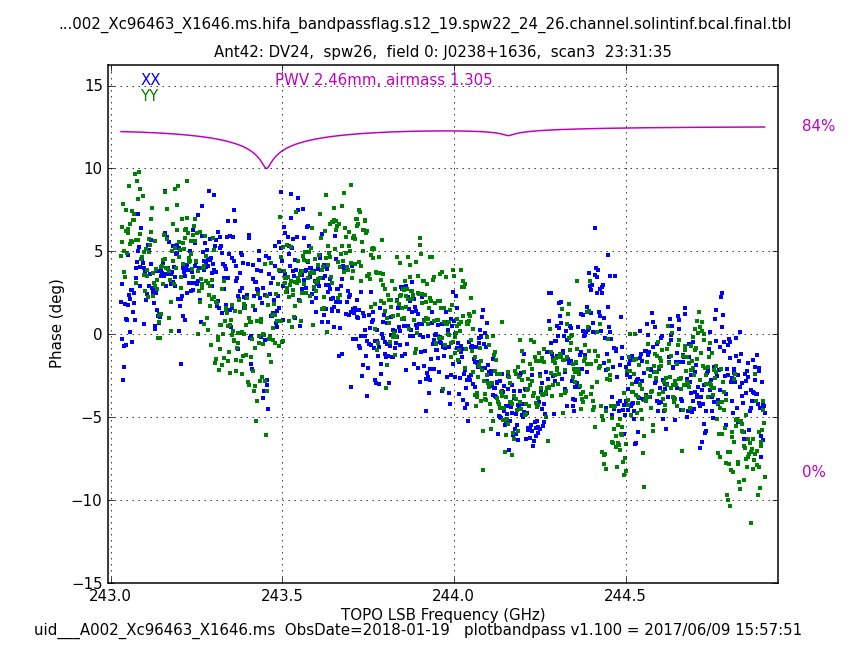 ...002_Xc96463_X1646.ms.hifa_bandpassflag.s12_19.spw22_24_26.channel.solintinf.bcal.final.tbl
Ant42: DV24,  spw26,  field 0: J0238+1636,  scan3  23:31:35
XX
YY
PWV 2.46mm, airmass 1.305
84%
0%
Phase (deg)
15
10
5
0
−5
−10
−15
243.0
243.5
244.0
244.5
TOPO LSB Frequency (GHz)
uid___A002_Xc96463_X1646.ms  ObsDate=2018-01-19   plotbandpass v1.100 = 2017/06/09 15:57:51